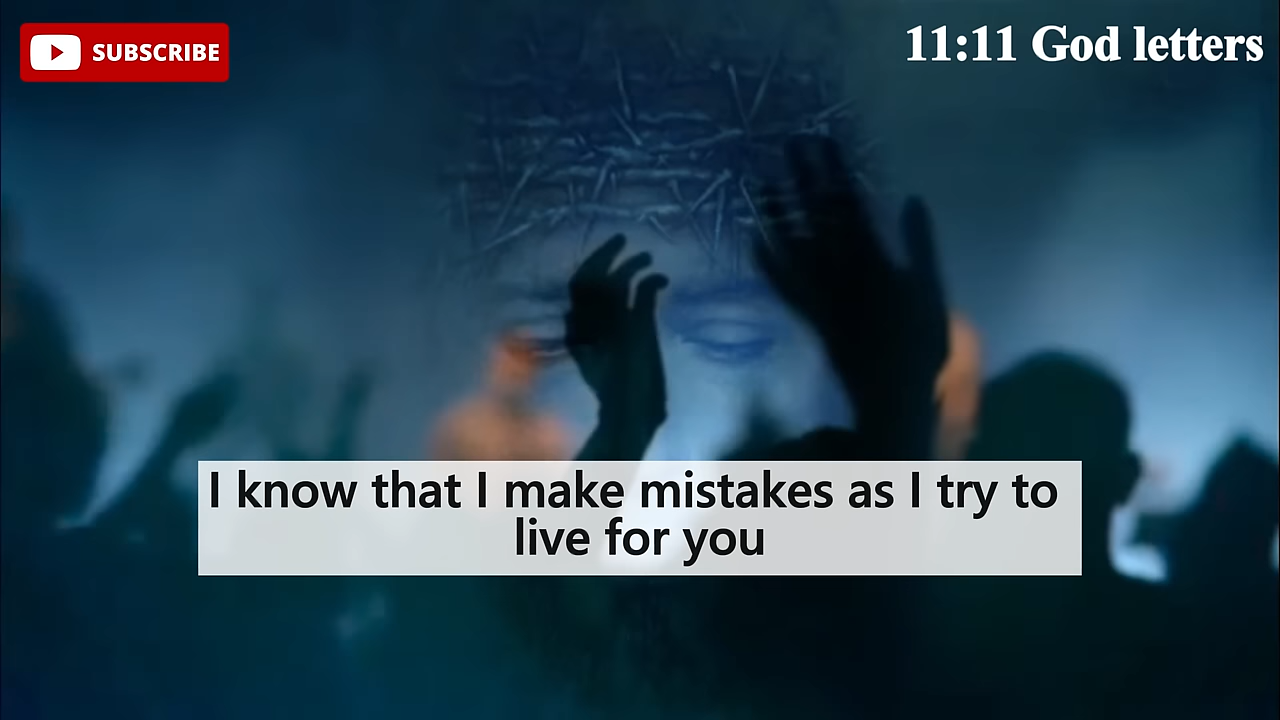 SUBSCRIBE
11:11 God letters
I know that I make mistakes as I try to
live for you